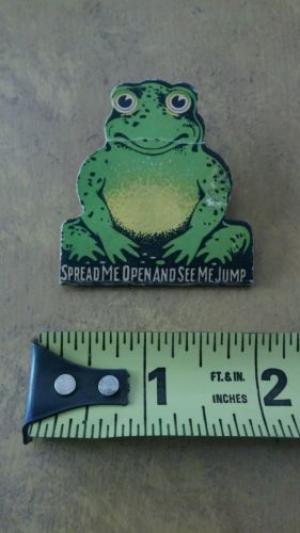 SPREAD ME OPEN AND SEE ME JUMP.
1 FT. & IN. 2
INCHES